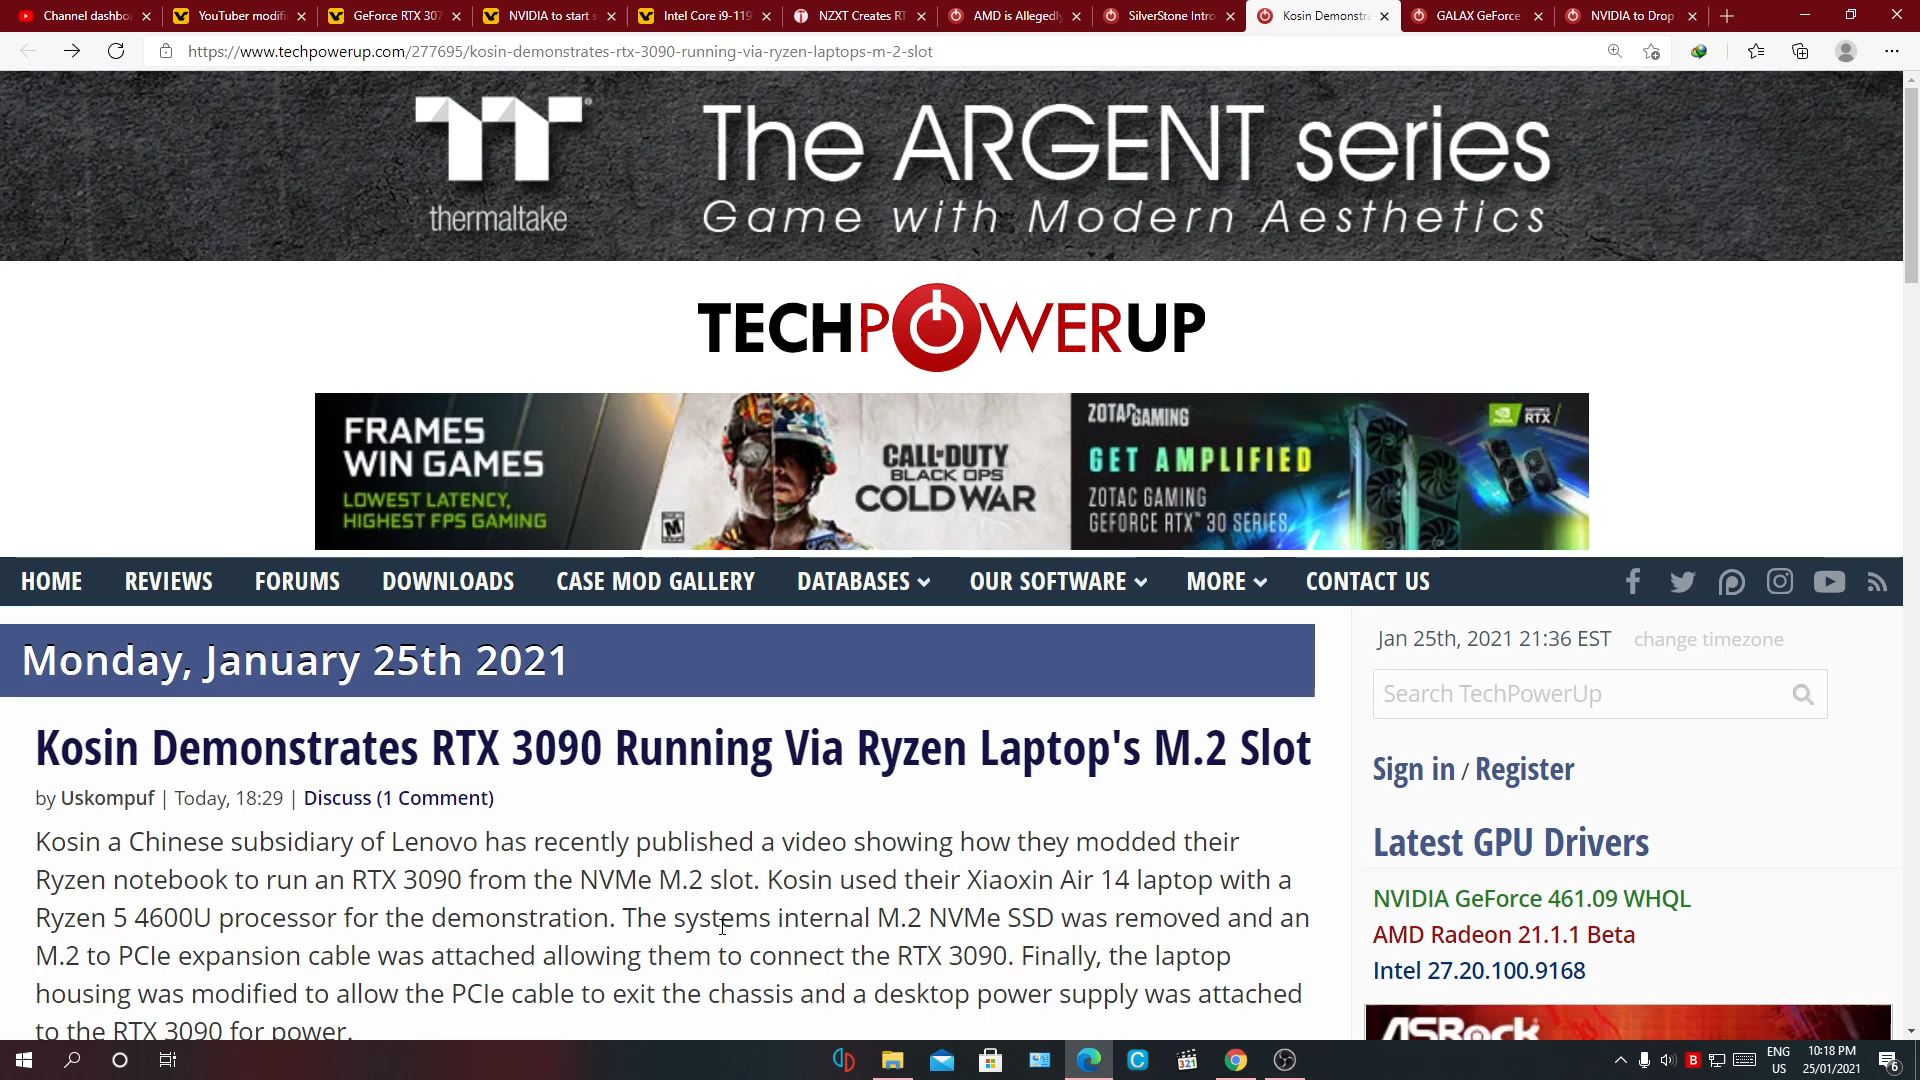 Channel dashbo
YouTuber modifi
GeForce RTX 307
NVIDIA to start s
Intel Core i9-119
NZXT Creates RT
AMD is Allegedly
SilverStone Intro
Kosin Demonstra
GALAX GeForce
NVIDIA to Drop
https://www.techpowerup.com/277695/kosin-demonstrates-rtx-3090-running-via-ryzen-laptops-m-2-slot
thermaltake
The ARGENT series
Game with Modern Aesthetics
TECHPOWERUP
FRAMES
WIN GAMES
LOWEST LATENCY,
HIGHEST FPS GAMING
M
CALL OF DUTY
BLACK OPS
COLD WAR
ZOTAC GAMING
GET AMPLIFIED
ZOTAC GAMING
GEFORCE RTX™ 30 SERIES
NVIDIA
GEFORCE
RTX
HOME
REVIEWS
FORUMS
DOWNLOADS
CASE MOD GALLERY
DATABASES
OUR SOFTWARE
MORE
CONTACT US
Monday, January 25th 2021
Kosin Demonstrates RTX 3090 Running Via Ryzen Laptop's M.2 Slot
by Uskompuf | Today, 18:29 | Discuss (1 Comment)
Kosin a Chinese subsidiary of Lenovo has recently published a video showing how they modded their
Ryzen notebook to run an RTX 3090 from the NVMe M.2 slot. Kosin used their Xiaoxin Air 14 laptop with a
Ryzen 5 4600U processor for the demonstration. The systems internal M.2 NVMe SSD was removed and an
M.2 to PCIe expansion cable was attached allowing them to connect the RTX 3090. Finally, the laptop
housing was modified to allow the PCIe cable to exit the chassis and a desktop power supply was attached
to the RTX 3090 for power.
Jan 25th, 2021 21:36 EST change timezone
Search TechPowerUp
Sign in / Register
Latest GPU Drivers
NVIDIA GeForce 461.09 WHQL
AMD Radeon 21.1.1 Beta
Intel 27.20.100.9168
ASRock
ENG
US
10:18 PM
25/01/2021
6